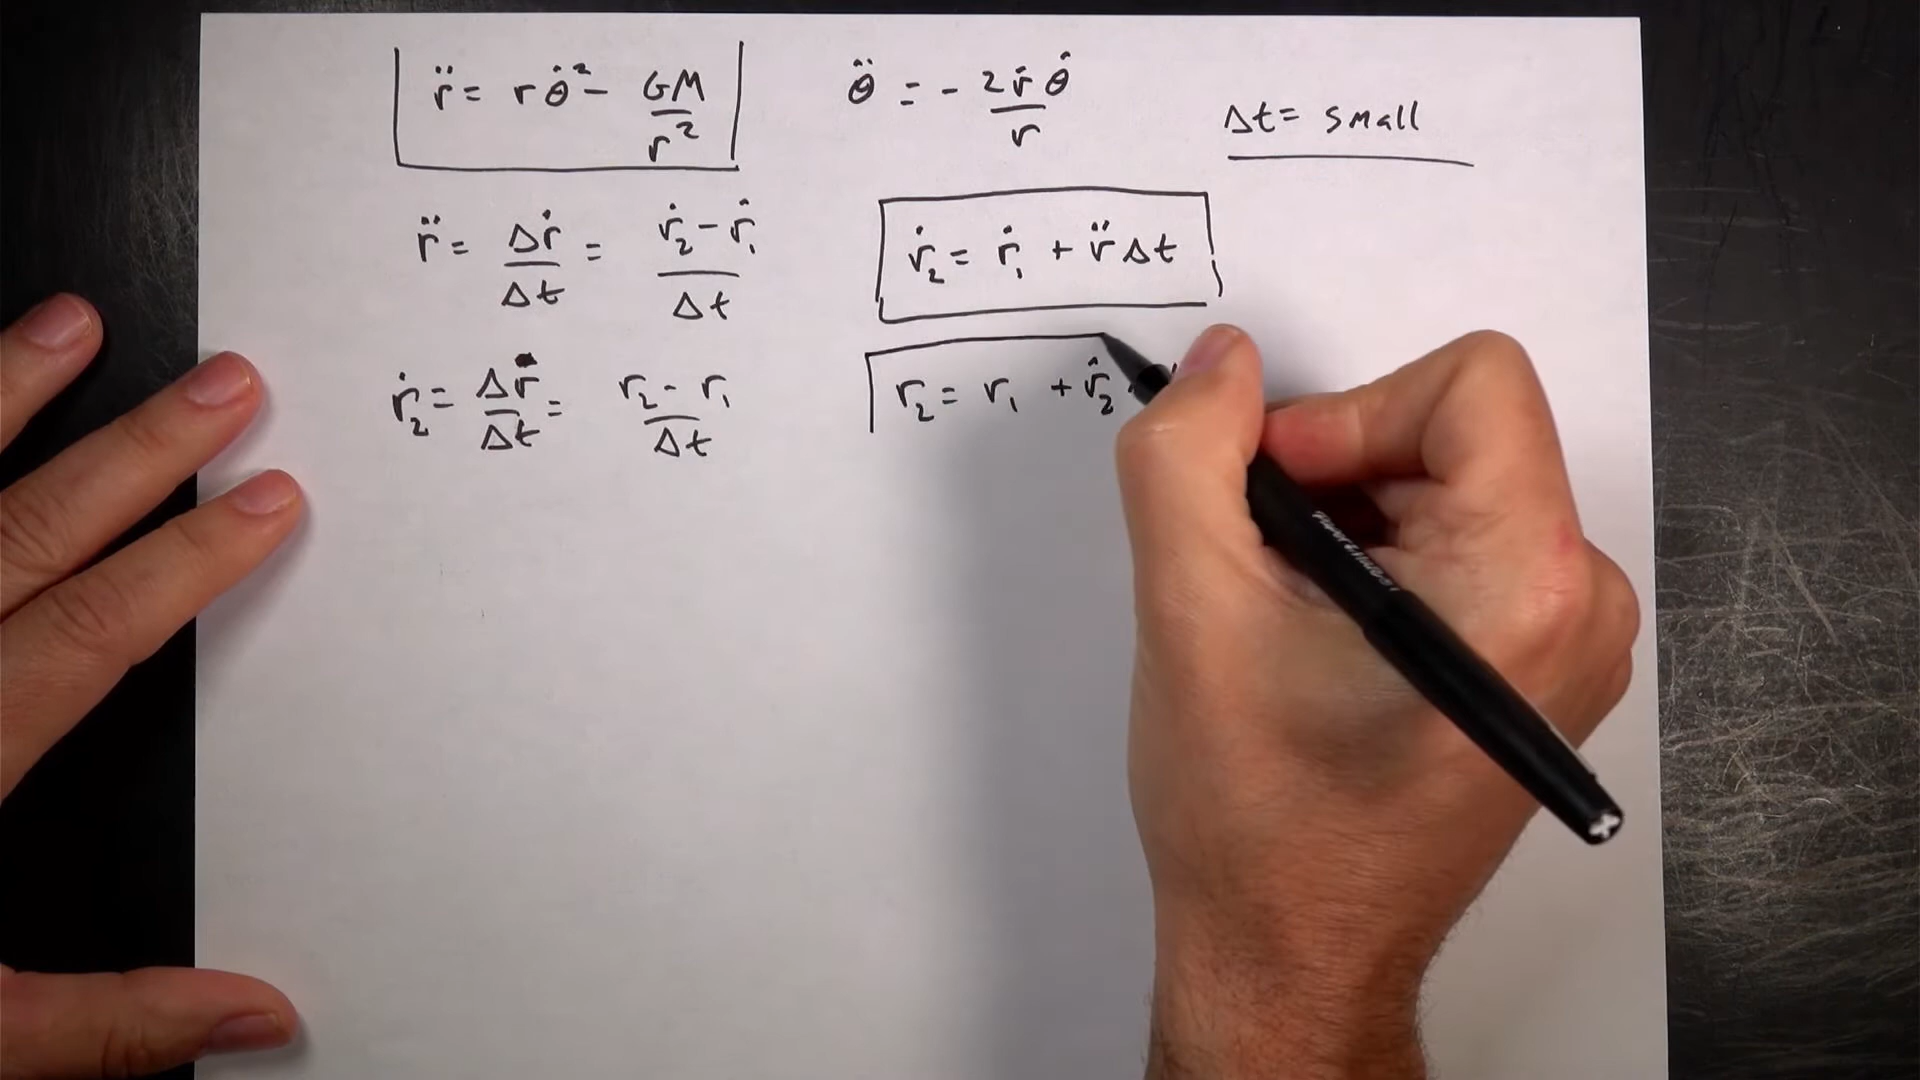 r̈ = rθ̇² − GM/r²
θ̈ = − 2ṙθ̇/r
Δt = small
r̈ = Δṙ/Δt = ṙ₂ − ṙ₁/Δt
ṙ₂ = ṙ₁ + r̈ Δt
ṙ₂ = Δr/Δt = r₂ − r₁/Δt
r₂ = r₁ + ṙ₂